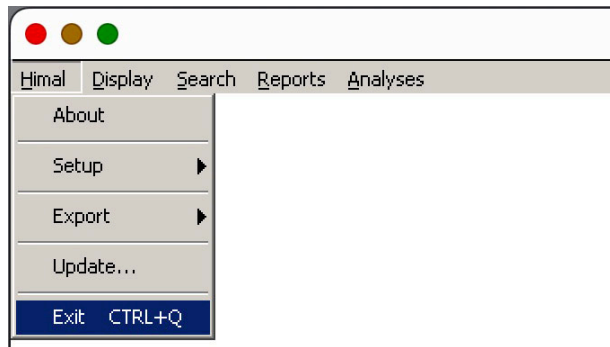 Himal Display Search Reports Analyses
About
Setup
Export
Update...
Exit CTRL+Q